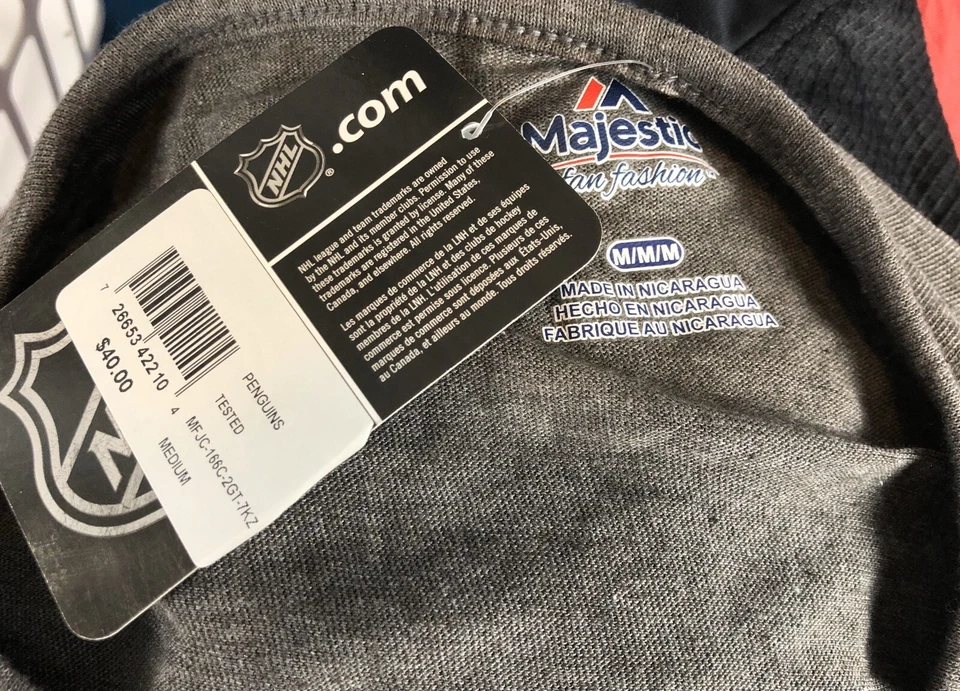 NHL
.com
®
NHL league and team trademarks are owned
by the NHL and its member clubs. Permission to use
these trademarks is granted by license. Many of these
trademarks are registered in the United States,
Canada, and elsewhere. All rights reserved.
Les marques de commerce de la LNH et de ses équipes
sont la propriété de la LNH et des clubs de hockey
membres de la LNH. L'utilisation de ces marques de
commerce est permise sous licence. Plusieurs de ces
marques de commerce sont déposées aux États-Unis,
au Canada, et ailleurs au monde. Tous droits réservés.
7 26653 42210 4
$40.00
PENGUINS
TESTED
MFJC-166C-2GT-7KZ
MEDIUM
N
Majestic
fan fashion
M/M/M
MADE IN NICARAGUA
HECHO EN NICARAGUA
FABRIQUE AU NICARAGUA